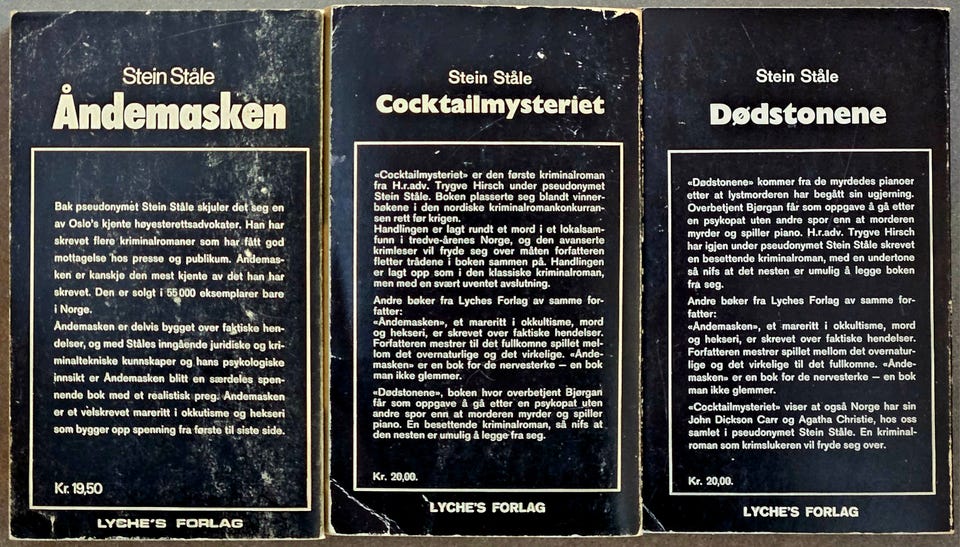 Stein Ståle
Åndemasken
Bak pseudonymet Stein Ståle skjuler det seg en
av Oslo's kjente høyesterettsadvokater. Han har
skrevet flere kriminalromaner som har fått god
mottagelse hos presse og publikum. Åndemas-
ken er kanskje den mest kjente av det han har
skrevet. Den er solgt i 55000 eksemplarer bare
i Norge.
Åndemasken er delvis bygget over faktiske hen-
delser, og med Ståles inngående juridiske og kri-
minaltekniske kunnskaper og hans psykologiske
innsikt er Åndemasken blitt en særdeles spen-
nende bok med et realistisk preg. Åndemasken
er et velskrevet mareritt i okkutisme og hekseri
som bygger opp spenning fra første til siste side.
Kr. 19,50
LYCHE'S FORLAG
Stein Ståle
Cocktailmysteriet
«Cocktailmysteriet» er den første kriminalroman
fra H.r.adv. Trygve Hirsch under pseudonymet
Stein Ståle. Boken plasserte seg blandt vinner-
bøkene i den nordiske kriminalromankonkurran-
sen rett før krigen.
Handlingen er lagt rundt et mord i et lokalsam-
funn i tredve-årenes Norge, og den avanserte
krimleser vil fryde seg over måten forfatteren
fletter trådene i boken sammen på. Handlingen
er lagt opp som i den klassiske kriminalroman,
men med en svært uventet avslutning.
Andre bøker fra Lyches Forlag av samme for-
fatter:
«Åndemasken», et mareritt i okkultisme, mord
og hekseri, er skrevet over faktiske hendelser.
Forfatteren mestrer til det fullkomne spillet mel-
lom det overnaturlige og det virkelige. «Ånde-
masken» er en bok for de nervesterke — en bok
man ikke glemmer.
«Dødstonene», boken hvor overbetjent Bjørgan
får som oppgave å gå etter en psykopat uten
andre spor enn at morderen myrder og spiller
piano. En besettende kriminalroman, så nifs at
den nesten er umulig å legge fra seg.
Kr. 20,00.
LYCHE'S FORLAG
Stein Ståle
Dødstonene
«Dødstonene» kommer fra de myrdedes pianoer
etter at lystmorderen har begått sin ugjerning.
Overbetjent Bjørgan får som oppgave å gå etter
en psykopat uten andre spor enn at morderen
myrder og spiller piano. H.r.adv. Trygve Hirsch
har igjen under pseudonymet Stein Ståle skrevet
en besettende kriminalroman, med en undertone
så nifs at det nesten er umulig å legge boken
fra seg.
Andre bøker fra Lyches Forlag av samme for-
fatter:
«Åndemasken», et mareritt i okkultisme, mord
og hekseri, er skrevet over faktiske hendelser.
Forfatteren mestrer spillet mellom det overnatur-
lige og det virkelige til det fullkomne. «Ånde-
masken» er en bok for de nervesterke — en bok
man ikke glemmer.
«Cocktailmysteriet» viser at også Norge har sin
John Dickson Carr og Agatha Christie, hos oss
samlet i pseudonymet Stein Ståle. En kriminal-
roman som krimslukeren vil fryde seg over.
Kr. 20,00.
LYCHE'S FORLAG